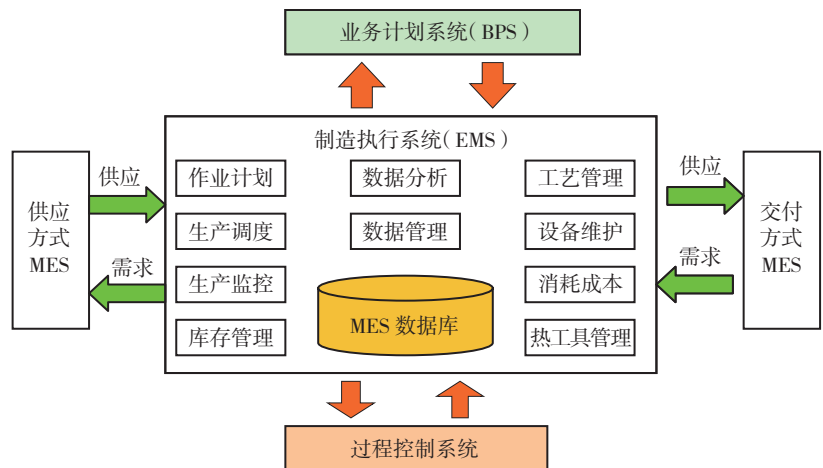 业务计划系统(BPS)
制造执行系统(EMS)
作业计划
数据分析
工艺管理
生产调度
数据管理
设备维护
生产监控
消耗成本
库存管理
MES 数据库
热工具管理
供应
需求
供应
方式
MES
供应
需求
交付
方式
MES
过程控制系统